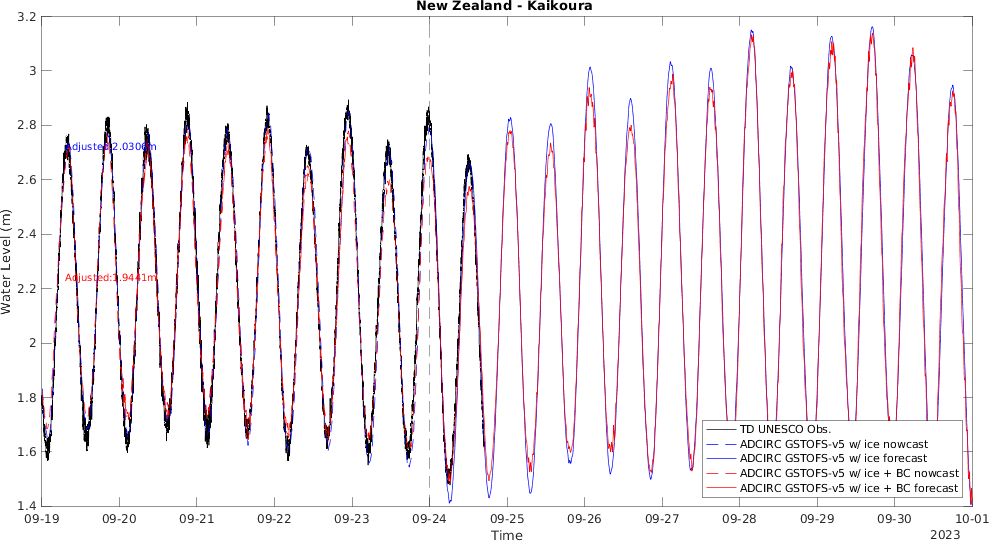 New Zealand - Kaikoura
3.2
3
2.8
2.6
2.4
2.2
2
1.8
1.6
1.4
Water Level (m)
Adjusted:2.0306m
Adjusted:1.9441m
TD UNESCO Obs.
ADCIRC GSTOFS-v5 w/ ice nowcast
ADCIRC GSTOFS-v5 w/ ice forecast
ADCIRC GSTOFS-v5 w/ ice + BC nowcast
ADCIRC GSTOFS-v5 w/ ice + BC forecast
09-19 09-20 09-21 09-22 09-23 09-24 09-25 09-26 09-27 09-28 09-29 09-30 10-01
Time
2023